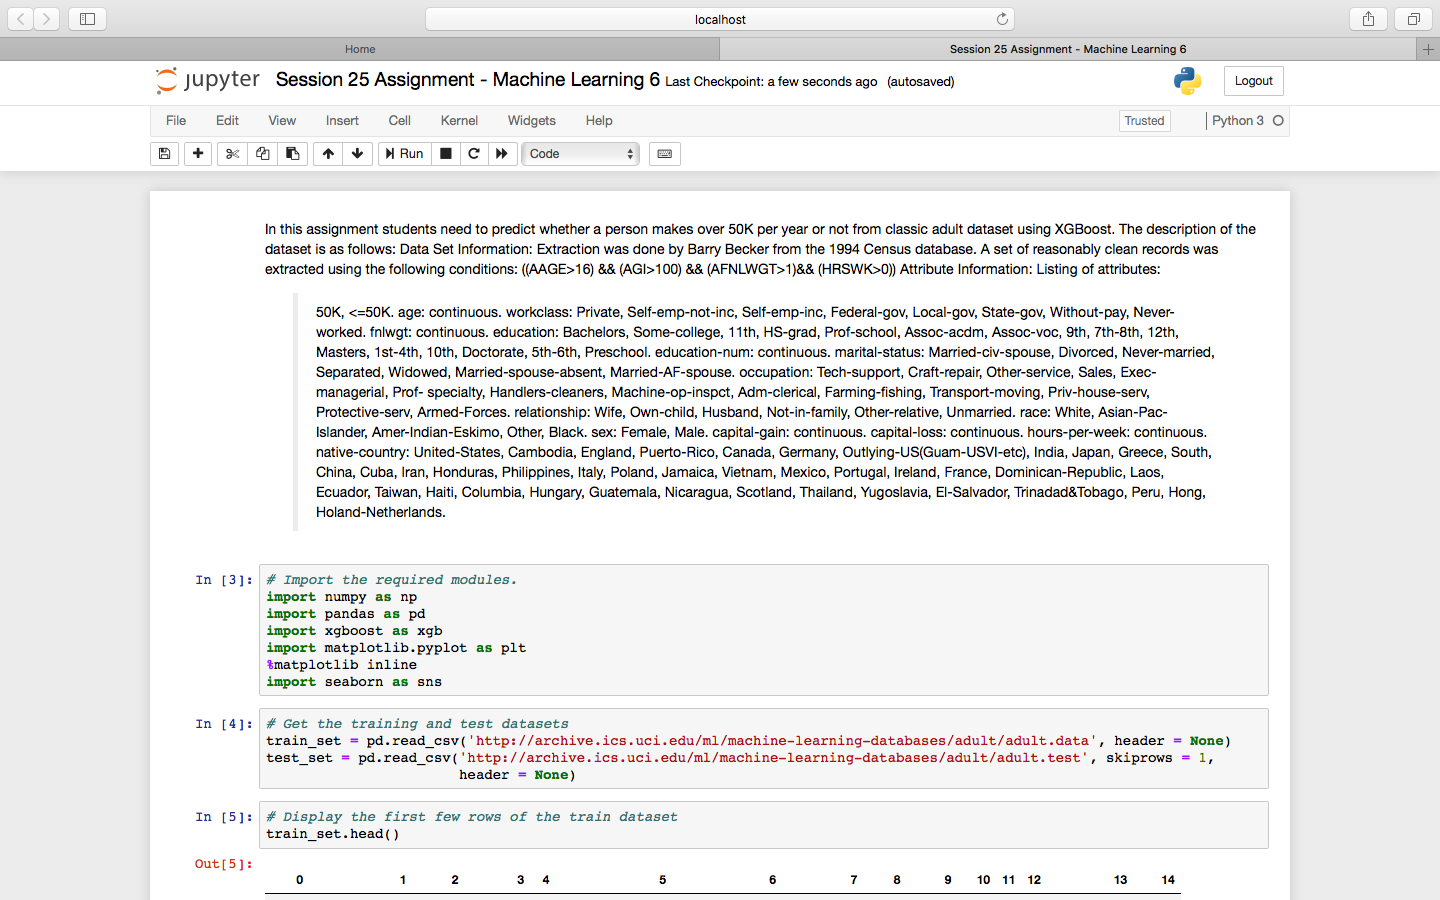 localhost
Home
Session 25 Assignment - Machine Learning 6
jupyter Session 25 Assignment - Machine Learning 6 Last Checkpoint: a few seconds ago (autosaved)
Logout
File Edit View Insert Cell Kernel Widgets Help
Trusted
Python 3
Run
Code
In this assignment students need to predict whether a person makes over 50K per year or not from classic adult dataset using XGBoost. The description of the
dataset is as follows: Data Set Information: Extraction was done by Barry Becker from the 1994 Census database. A set of reasonably clean records was
extracted using the following conditions: ((AAGE>16) && (AGI>100) && (AFNLWGT>1)&& (HRSWK>0)) Attribute Information: Listing of attributes:
50K, <=50K. age: continuous. workclass: Private, Self-emp-not-inc, Self-emp-inc, Federal-gov, Local-gov, State-gov, Without-pay, Never-
worked. fnlwgt: continuous. education: Bachelors, Some-college, 11th, HS-grad, Prof-school, Assoc-acdm, Assoc-voc, 9th, 7th-8th, 12th,
Masters, 1st-4th, 10th, Doctorate, 5th-6th, Preschool. education-num: continuous. marital-status: Married-civ-spouse, Divorced, Never-married,
Separated, Widowed, Married-spouse-absent, Married-AF-spouse. occupation: Tech-support, Craft-repair, Other-service, Sales, Exec-
managerial, Prof- specialty, Handlers-cleaners, Machine-op-inspct, Adm-clerical, Farming-fishing, Transport-moving, Priv-house-serv,
Protective-serv, Armed-Forces. relationship: Wife, Own-child, Husband, Not-in-family, Other-relative, Unmarried. race: White, Asian-Pac-
Islander, Amer-Indian-Eskimo, Other, Black. sex: Female, Male. capital-gain: continuous. capital-loss: continuous. hours-per-week: continuous.
native-country: United-States, Cambodia, England, Puerto-Rico, Canada, Germany, Outlying-US(Guam-USVI-etc), India, Japan, Greece, South,
China, Cuba, Iran, Honduras, Philippines, Italy, Poland, Jamaica, Vietnam, Mexico, Portugal, Ireland, France, Dominican-Republic, Laos,
Ecuador, Taiwan, Haiti, Columbia, Hungary, Guatemala, Nicaragua, Scotland, Thailand, Yugoslavia, El-Salvador, Trinadad&Tobago, Peru, Hong,
Holand-Netherlands.
In [3]: # Import the required modules.
import numpy as np
import pandas as pd
import xgboost as xgb
import matplotlib.pyplot as plt
%matplotlib inline
import seaborn as sns
In [4]: # Get the training and test datasets
train_set = pd.read_csv('http://archive.ics.uci.edu/ml/machine-learning-databases/adult/adult.data', header = None)
test_set = pd.read_csv('http://archive.ics.uci.edu/ml/machine-learning-databases/adult/adult.test', skiprows = 1,
header = None)
In [5]: # Display the first few rows of the train dataset
train_set.head()
Out[5]:
0 1 2 3 4 5 6 7 8 9 10 11 12 13 14